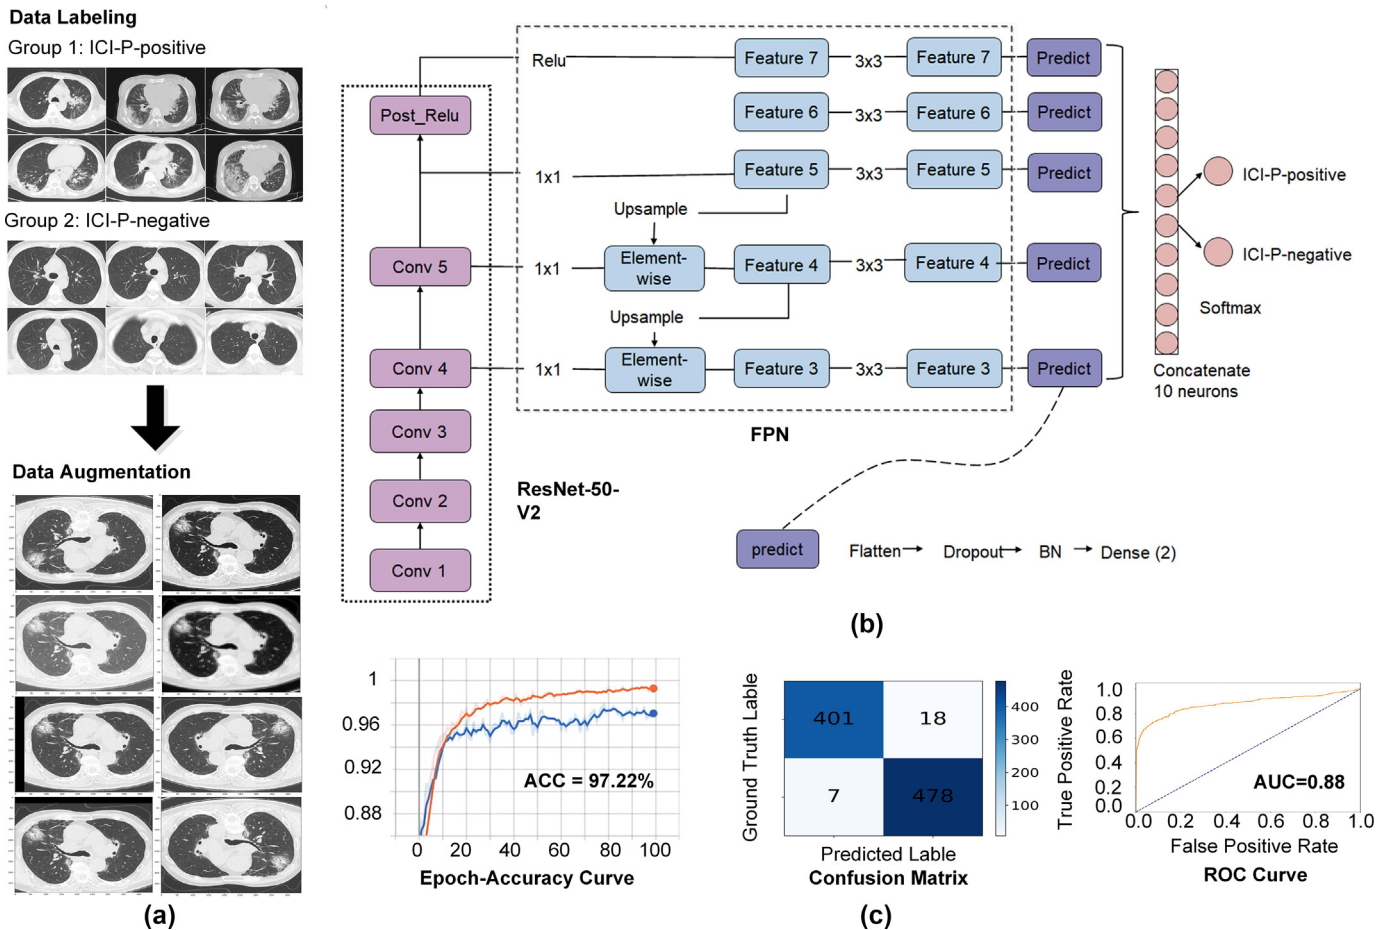 Data Labeling
Group 1: ICI-P-positive
Group 2: ICI-P-negative
Data Augmentation
(a)
Post_Relu
Conv 5
Conv 4
Conv 3
Conv 2
Conv 1
ResNet-50-
V2
Relu
Feature 7
3x3
Feature 7
Predict
Feature 6
3x3
Feature 6
Predict
1x1
Feature 5
3x3
Feature 5
Predict
Upsample
1x1
Element-
wise
Feature 4
3x3
Feature 4
Predict
Upsample
1x1
Element-
wise
Feature 3
3x3
Feature 3
Predict
FPN
ICI-P-positive
ICI-P-negative
Softmax
Concatenate
10 neurons
predict
Flatten
Dropout
BN
Dense (2)
(b)
1
0.96
0.92
0.88
ACC = 97.22%
0 20 40 60 80 100
Epoch-Accuracy Curve
Ground Truth Lable
401 18
7 478
400
300
200
100
Predicted Lable
Confusion Matrix
True Positive Rate
1.0
0.8
0.6
0.4
0.2
0.0
AUC=0.88
0.0 0.2 0.4 0.6 0.8 1.0
False Positive Rate
ROC Curve
(c)